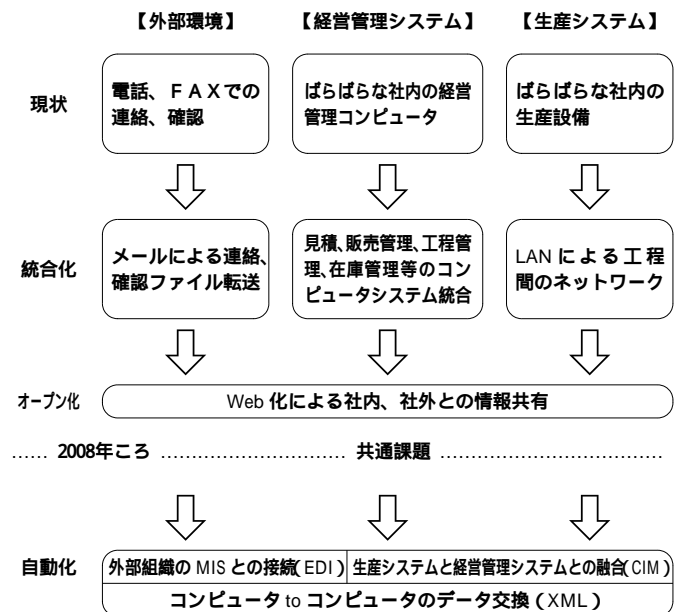 【外部環境】 【経営管理システム】 【生産システム】
現状
電話、FAXでの
連絡、確認
ばらばらな社内の経営
管理コンピュータ
ばらばらな社内の
生産設備
統合化
メールによる連絡、
確認ファイル転送
見積、販売管理、工程管
理、在庫管理等のコン
ピュータシステム統合
LAN による工程
間のネットワーク
オープン化
Web 化による社内、社外との情報共有
…… 2008年ころ ………………………… 共通課題 ………………………………
自動化
外部組織の MIS との接続(EDI) 生産システムと経営管理システムとの融合(CIM)
コンピュータ to コンピュータのデータ交換(XML)